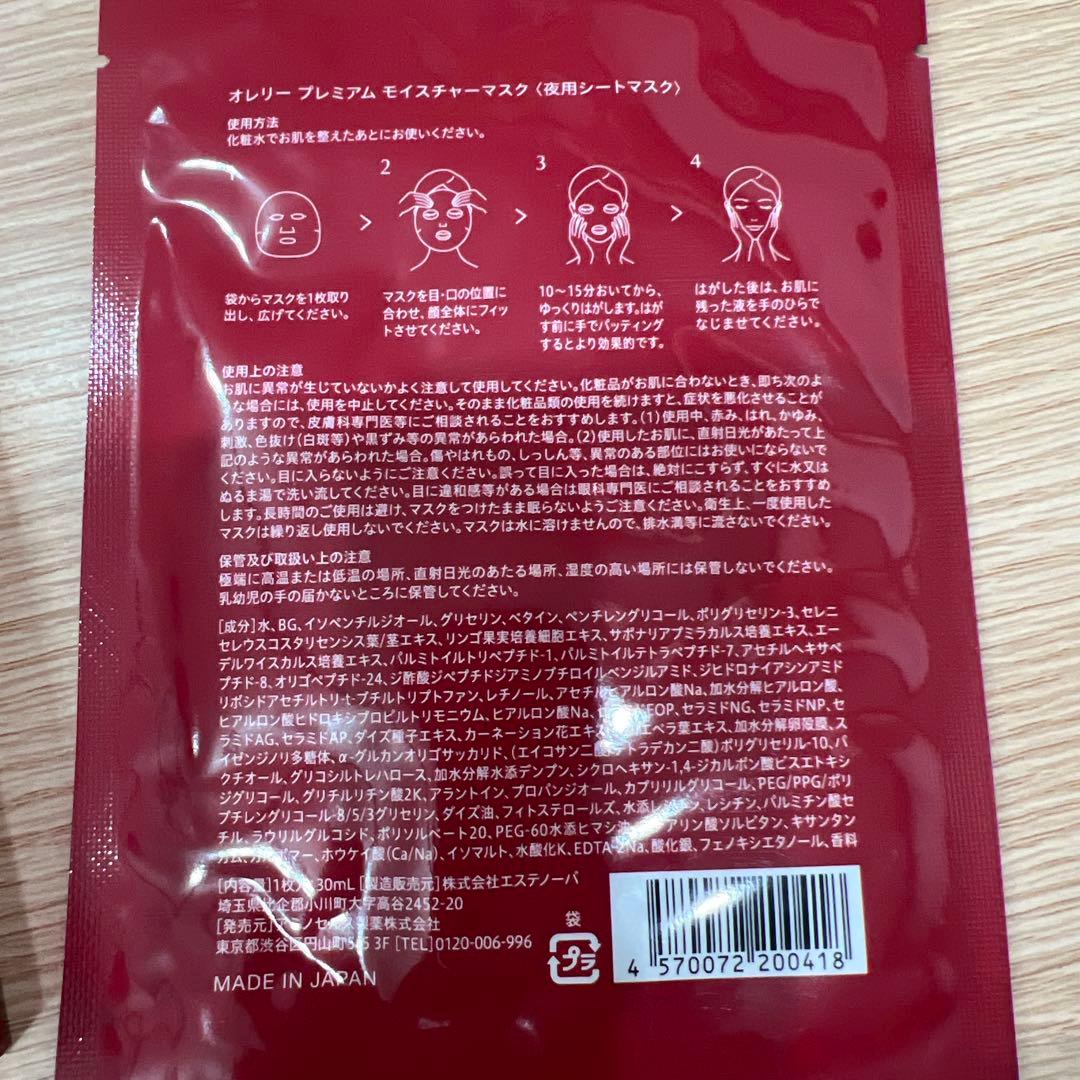 オレリー プレミアム モイスチャーマスク〈夜用シートマスク〉
使用方法
化粧水でお肌を整えたあとにお使いください。
1
2
3
4
袋からマスクを1枚取り
出し、広げてください。
マスクを目・口の位置に
合わせ、顔全体にフィッ
トさせてください。
10〜15分おいてから、
ゆっくりはがします。はが
す前に手でパッティング
するとより効果的です。
はがした後は、お肌に
残った液を手のひらで
なじませてください。
使用上の注意
お肌に異常が生じていないかよく注意して使用してください。化粧品がお肌に合わないとき、即ち次のよ
うな場合には、使用を中止してください。そのまま化粧品類の使用を続けますと、症状を悪化させることが
ありますので、皮膚科専門医等にご相談されることをおすすめします。(1)使用中、赤み、はれ、かゆみ、
刺激、色抜け(白斑等)や黒ずみ等の異常があらわれた場合。(2)使用したお肌に、直射日光があたって上
記のような異常があらわれた場合。傷やはれもの、しっしん等、異常のある部位にはお使いにならないで
ください。目に入らないようにご注意ください。誤って目に入った場合は、絶対にこすらず、すぐに水又は
ぬるま湯で洗い流してください。目に違和感等がある場合は眼科専門医にご相談されることをおすすめ
します。長時間のご使用は避け、マスクをつけたまま眠らないようご注意ください。衛生上、一度使用した
マスクは繰り返し使用しないでください。マスクは水に溶けませんので、排水溝等に流さないでください。
保管及び取扱い上の注意
極端に高温または低温の場所、直射日光のあたる場所、湿度の高い場所には保管しないでください。
乳幼児の手の届かないところに保管してください。
[成分]水、BG、イソペンチルジオール、グリセリン、ベタイン、ペンチレングリコール、ポリグリセリン-3、セレニ
セレウスコスタリセンシス葉/茎エキス、リンゴ果実培養細胞エキス、サポナリアプミラカルス培養エキス、エー
デルワイスカルス培養エキス、パルミトイルトリペプチド-1、パルミトイルテトラペプチド-7、アセチルヘキサペ
プチド-8、オリゴペプチド-24、ジ酢酸ジペプチドジアミノブチロイルベンジルアミド、ジヒドロナイアシンアミド
リボシドアセチルトリペプチルトリプトファン、レチノール、アセチルヒアルロン酸Na、加水分解ヒアルロン酸、
ヒアルロン酸ヒドロキシプロピルトリモニウム、ヒアルロン酸Na、EOP、セラミドNG、セラミドNP、セ
ラミドAG、セラミドAP、ダイズ種子エキス、カーネーション花エキス、ベラ葉エキス、加水分解卵殻膜、ス
イゼンジノリ多糖体、α-グルカンオリゴサッカリド、(エイコサン二トラデカン二酸)ポリグリセリル-10、バ
クチオール、グリコシルトレハロース、加水分解水添デンプン、シクロヘキサン-1,4-ジカルボン酸ビスエトキシ
ジグリコール、グリチルリチン酸2K、アラントイン、プロパンジオール、カプリリルグリコール、PEG/PPG/ポリ
ブチレングリコール-8/5/3グリセリン、ダイズ油、フィトステロールズ、水添レシチン、レシチン、パルミチン酸セ
チル、ラウリルグルコシド、ポリソルベート20、PEG-60水添ヒマシ油、アリン酸ソルビタン、キサンタン
ガム、カルボマー、ホウケイ酸(Ca/Na)、イソマルト、水酸化K、EDTA-2Na、酸化銀、フェノキシエタノール、香料
[内容量]1枚／30mL [製造販売元]株式会社エステノーバ
埼玉県比企郡小川町大字高谷2452-20
[発売元]アミノセルス製薬株式会社
東京都渋谷区円山町5-5 3F [TEL]0120-006-996
MADE IN JAPAN
袋
プラ
4 570072 200418